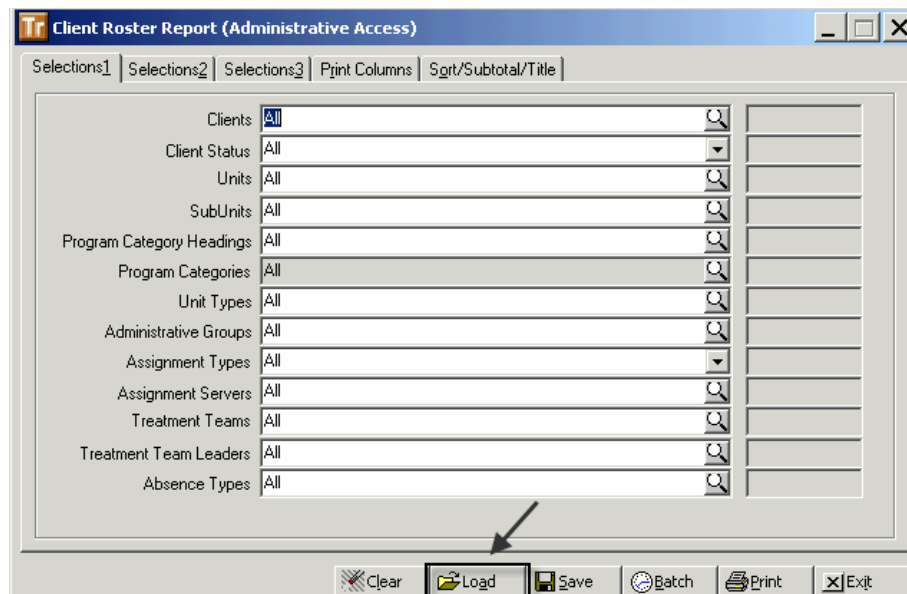 Tr Client Roster Report (Administrative Access)
Selections1 Selections2 Selections3 Print Columns Sort/Subtotal/Title
Clients All
Client Status All
Units All
SubUnits All
Program Category Headings All
Program Categories All
Unit Types All
Administrative Groups All
Assignment Types All
Assignment Servers All
Treatment Teams All
Treatment Team Leaders All
Absence Types All
Clear Load Save Batch Print Exit